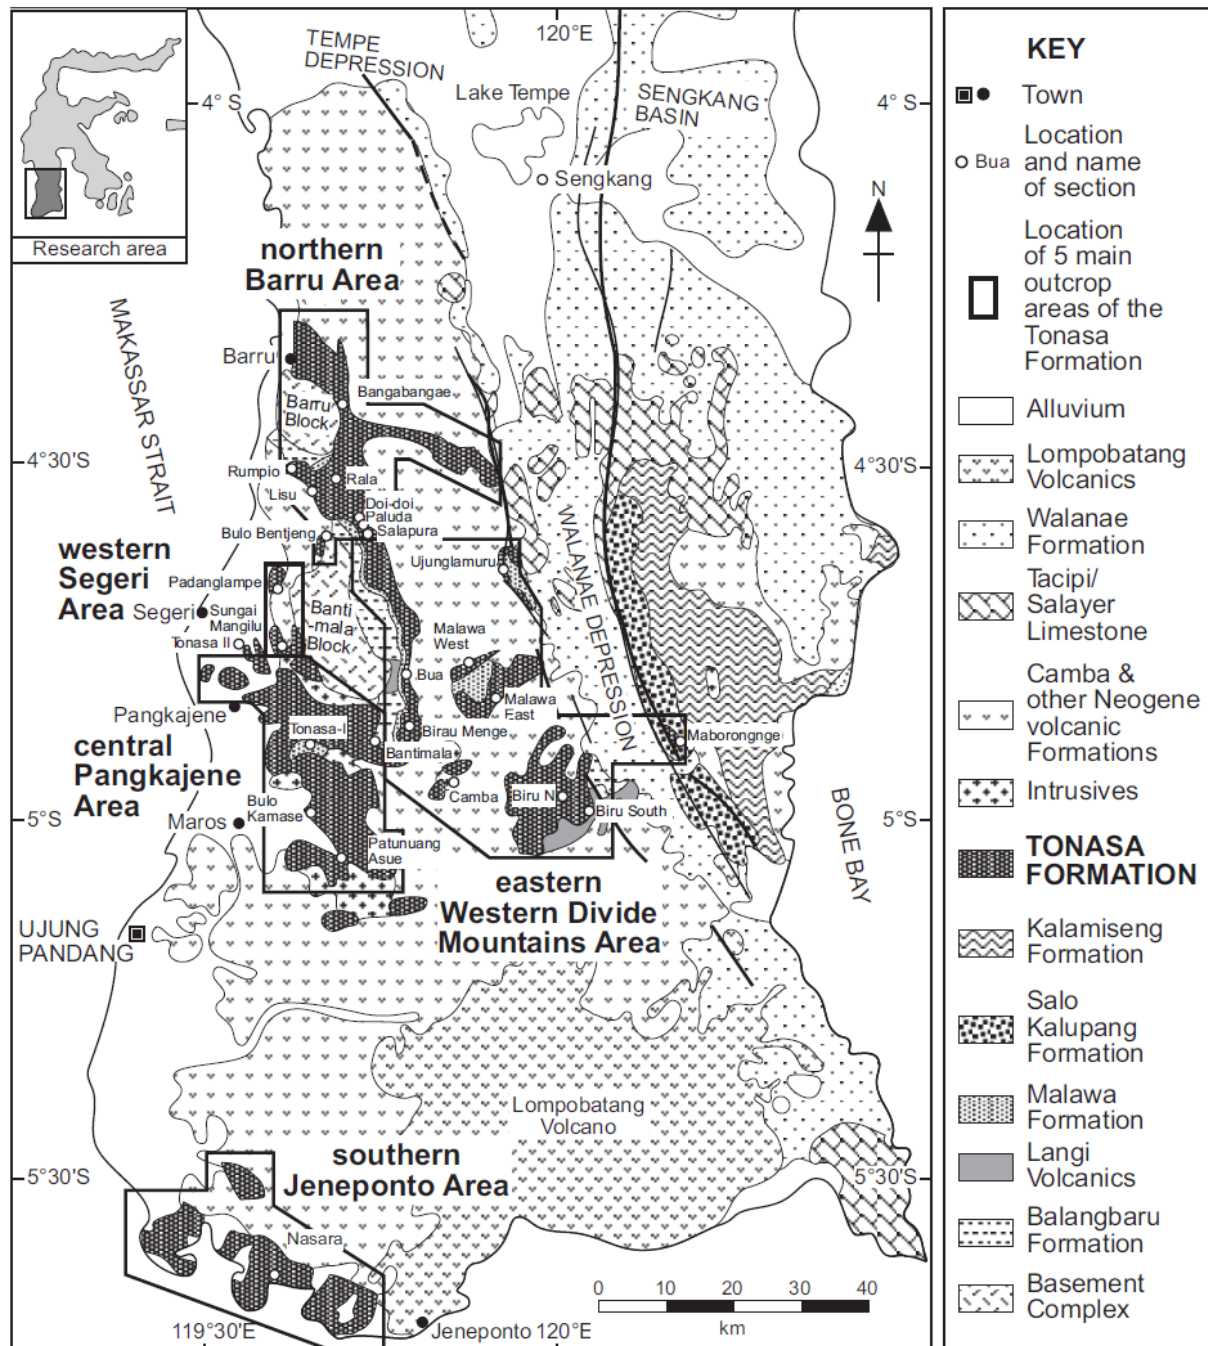 TEMPE
DEPRESSION
120°E
4° S
Lake Tempe
SENGKANG
BASIN
4° S
Sengkang
N
Research area
northern
Barru Area
MAKASSAR STRAIT
Barru
Bangabangae
Barru
Block
4°30'S
4°30'S
Rumpio
Rala
Lisu
Doi-doi
Paluda
Salapura
Bulo Bentjeng
WALANAE DEPRESSION
western
Segeri
Area
Ujunglamuru
Padanglampe
Segeri
Sungai
Mangilu
Banti
-mala
Block
Tonasa II
Malawa
West
Bua
Malawa
East
Pangkajene
Tonasa-I
Birau Menge
Maborongnge
central
Pangkajene
Area
Bantimala
Camba
Biru N
Bulo
Kamase
Biru South
BONE BAY
5°S
Maros
5°S
Patunuang
Asue
eastern
Western Divide
Mountains Area
UJUNG
PANDANG
Lompobatang
Volcano
southern
Jeneponto Area
5°30'S
5°30'S
Nasara
0 10 20 30 40
km
119°30'E
Jeneponto
120°E
KEY
Town
Bua
Location
and name
of section
Location
of 5 main
outcrop
areas of the
Tonasa
Formation
Alluvium
Lompobatang
Volcanics
Walanae
Formation
Tacipi/
Salayer
Limestone
Camba &
other Neogene
volcanic
Formations
Intrusives
TONASA
FORMATION
Kalamiseng
Formation
Salo
Kalupang
Formation
Malawa
Formation
Langi
Volcanics
Balangbaru
Formation
Basement
Complex